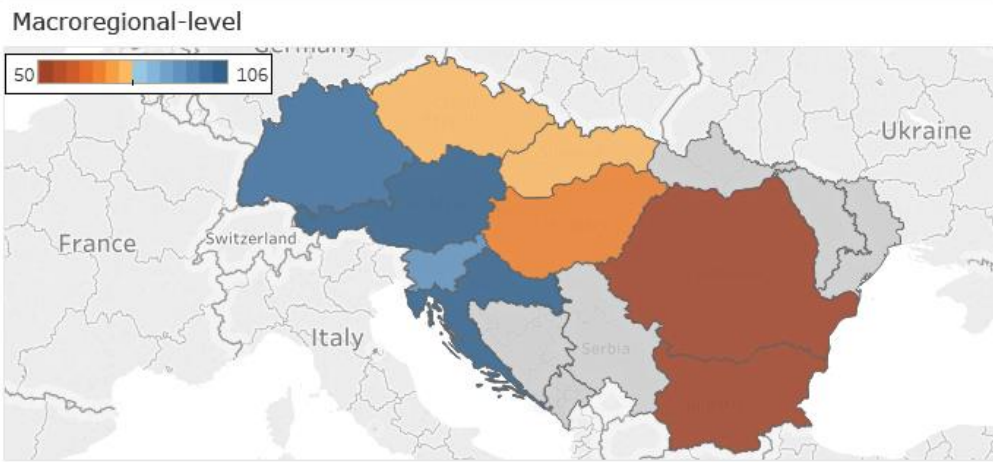 Macroregional-level
Germany
50
106
Ukraine
France
Switzerland
Italy
Serbia